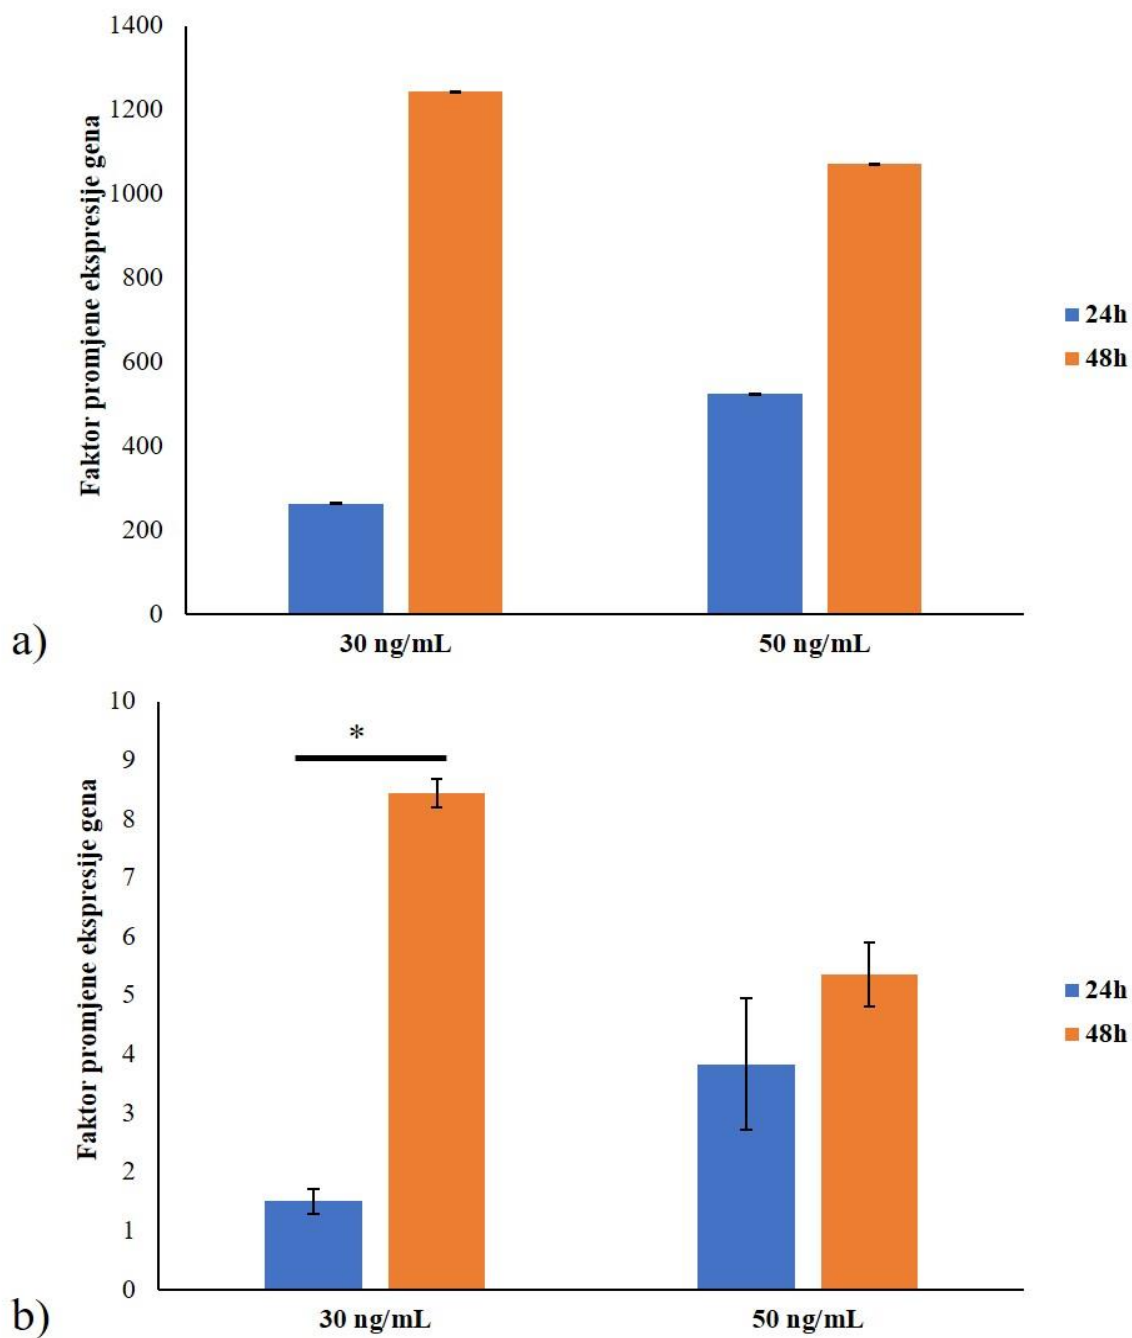 1400
1200
1000
800
600
400
200
0
Faktor promjene ekspresije gena
24h
48h
30 ng/mL
50 ng/mL
a)
10
9
8
7
6
5
4
3
2
1
0
Faktor promjene ekspresije gena
*
24h
48h
30 ng/mL
50 ng/mL
b)